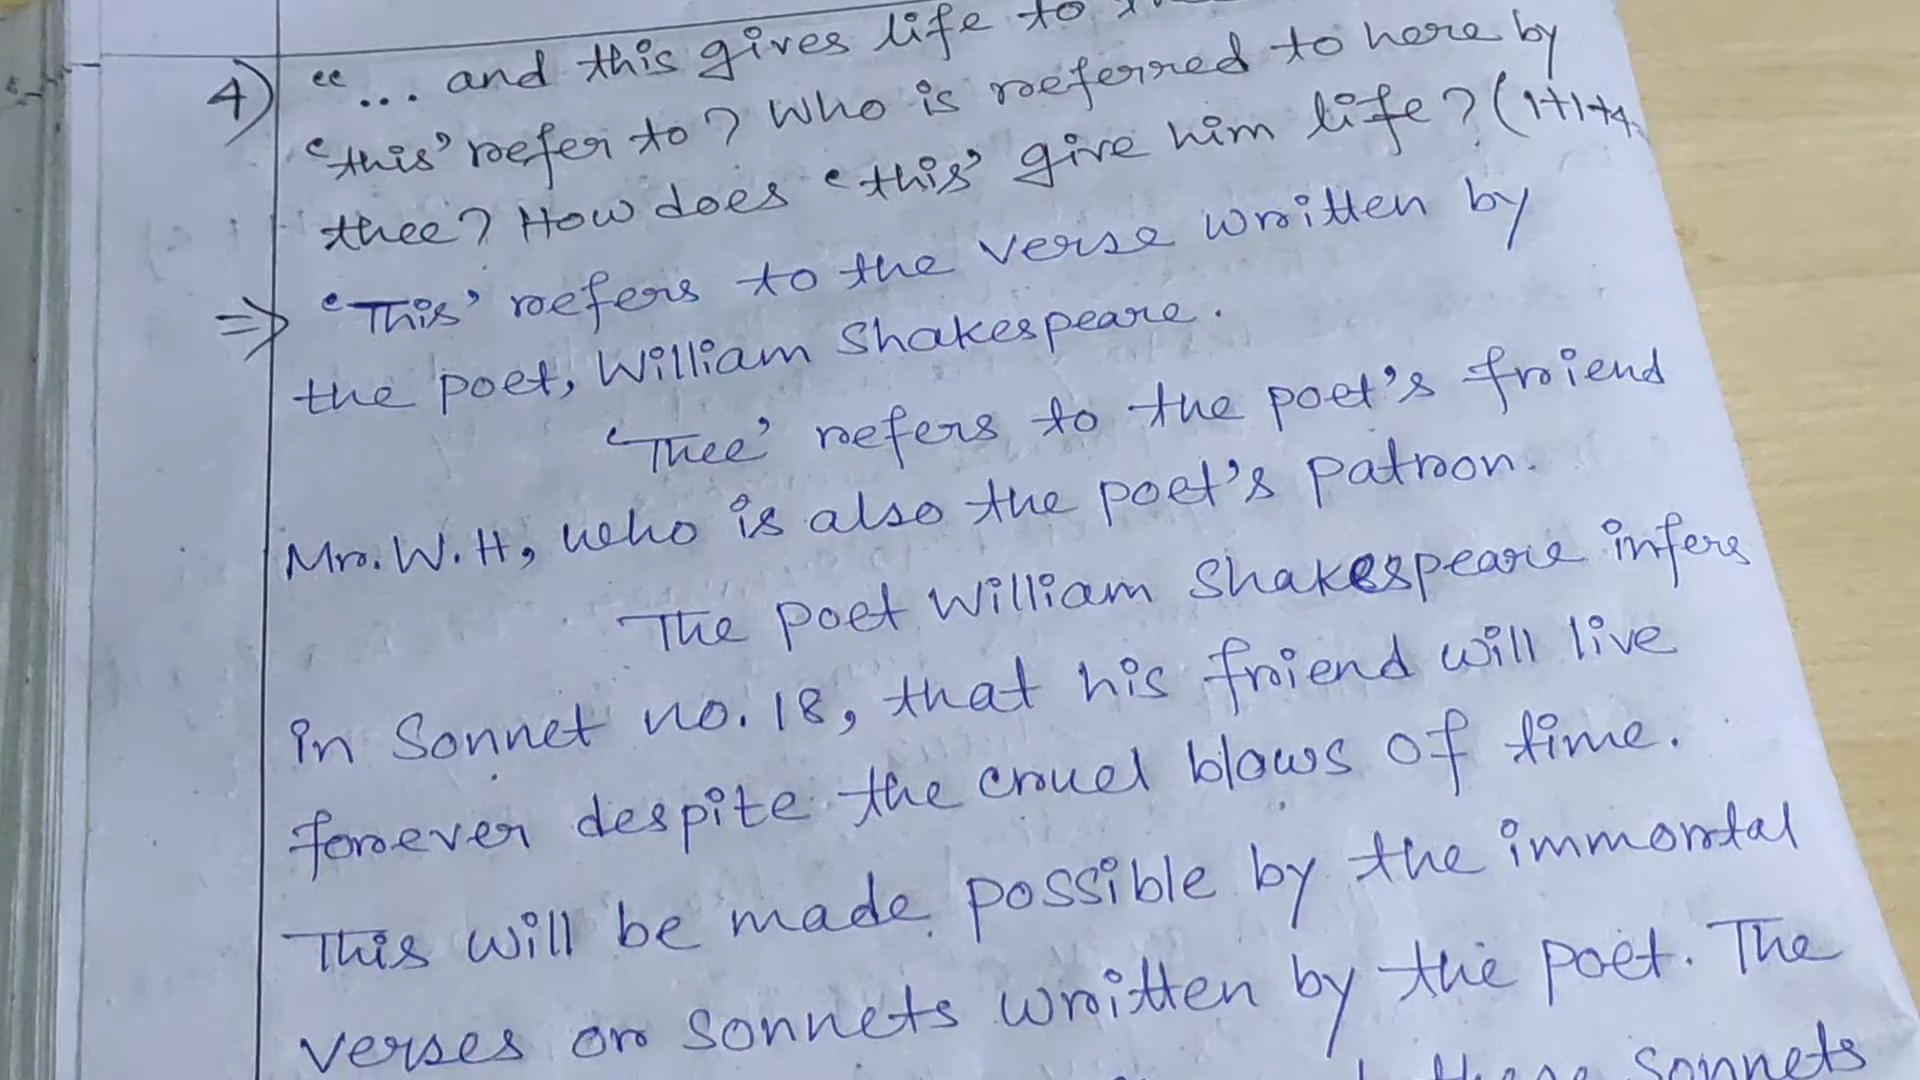 4) "... and this gives life to
'this' refer to? Who is referred to here by
thee? How does 'this' give him life? (1+1+4
⇒ 'This' refers to the verse written by
the poet, William Shakespeare.
'Thee' refers to the poet's friend
Mr. W. H, who is also the poet's patron.
The poet William Shakespeare infers
in Sonnet no. 18, that his friend will live
forever despite the cruel blows of time.
This will be made possible by the immortal
verses or sonnets written by the poet. The
these sonnets